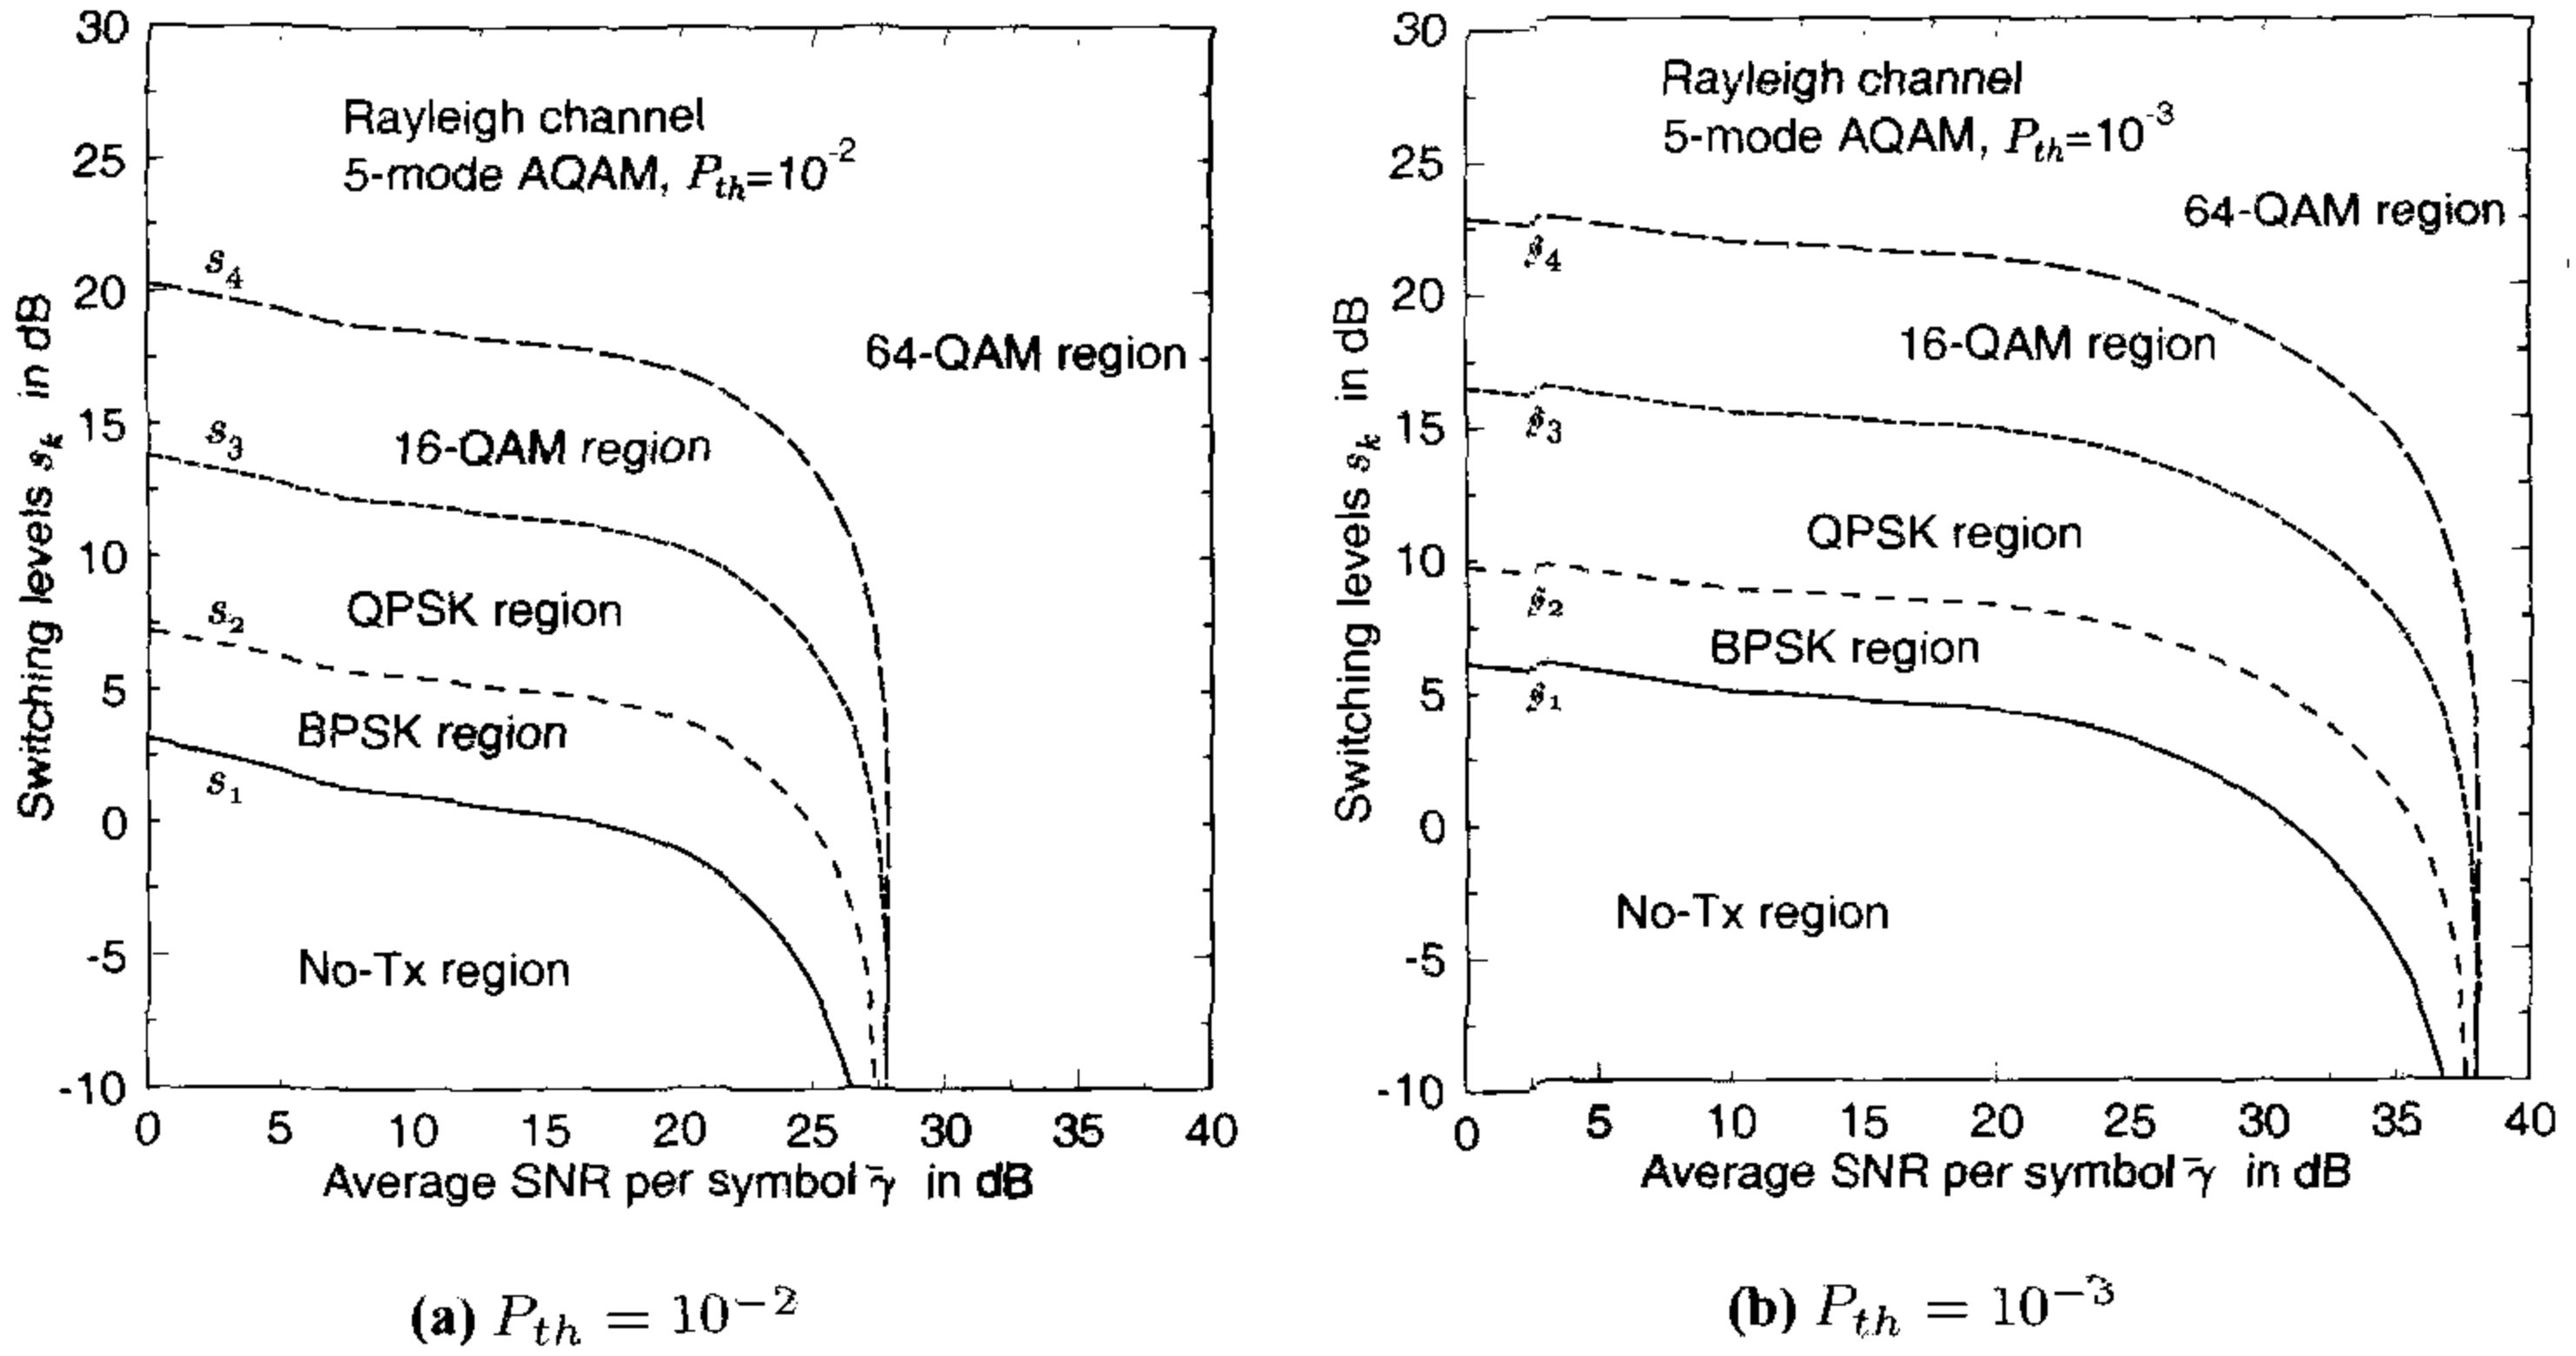 30
25
20
15
10
5
0
-5
-10
Switching levels s_k in dB
Rayleigh channel
5-mode AQAM, P_th=10^-2
s_4
64-QAM region
s_3
16-QAM region
s_2
QPSK region
BPSK region
s_1
No-Tx region
0 5 10 15 20 25 30 35 40
Average SNR per symbol γ̄ in dB
(a) P_th = 10^−2
30
25
20
15
10
5
0
-5
-10
Switching levels s_k in dB
Rayleigh channel
5-mode AQAM, P_th=10^-3
64-QAM region
s_4
16-QAM region
s_3
QPSK region
s_2
BPSK region
s_1
No-Tx region
0 5 10 15 20 25 30 35 40
Average SNR per symbol γ̄ in dB
(b) P_th = 10^−3